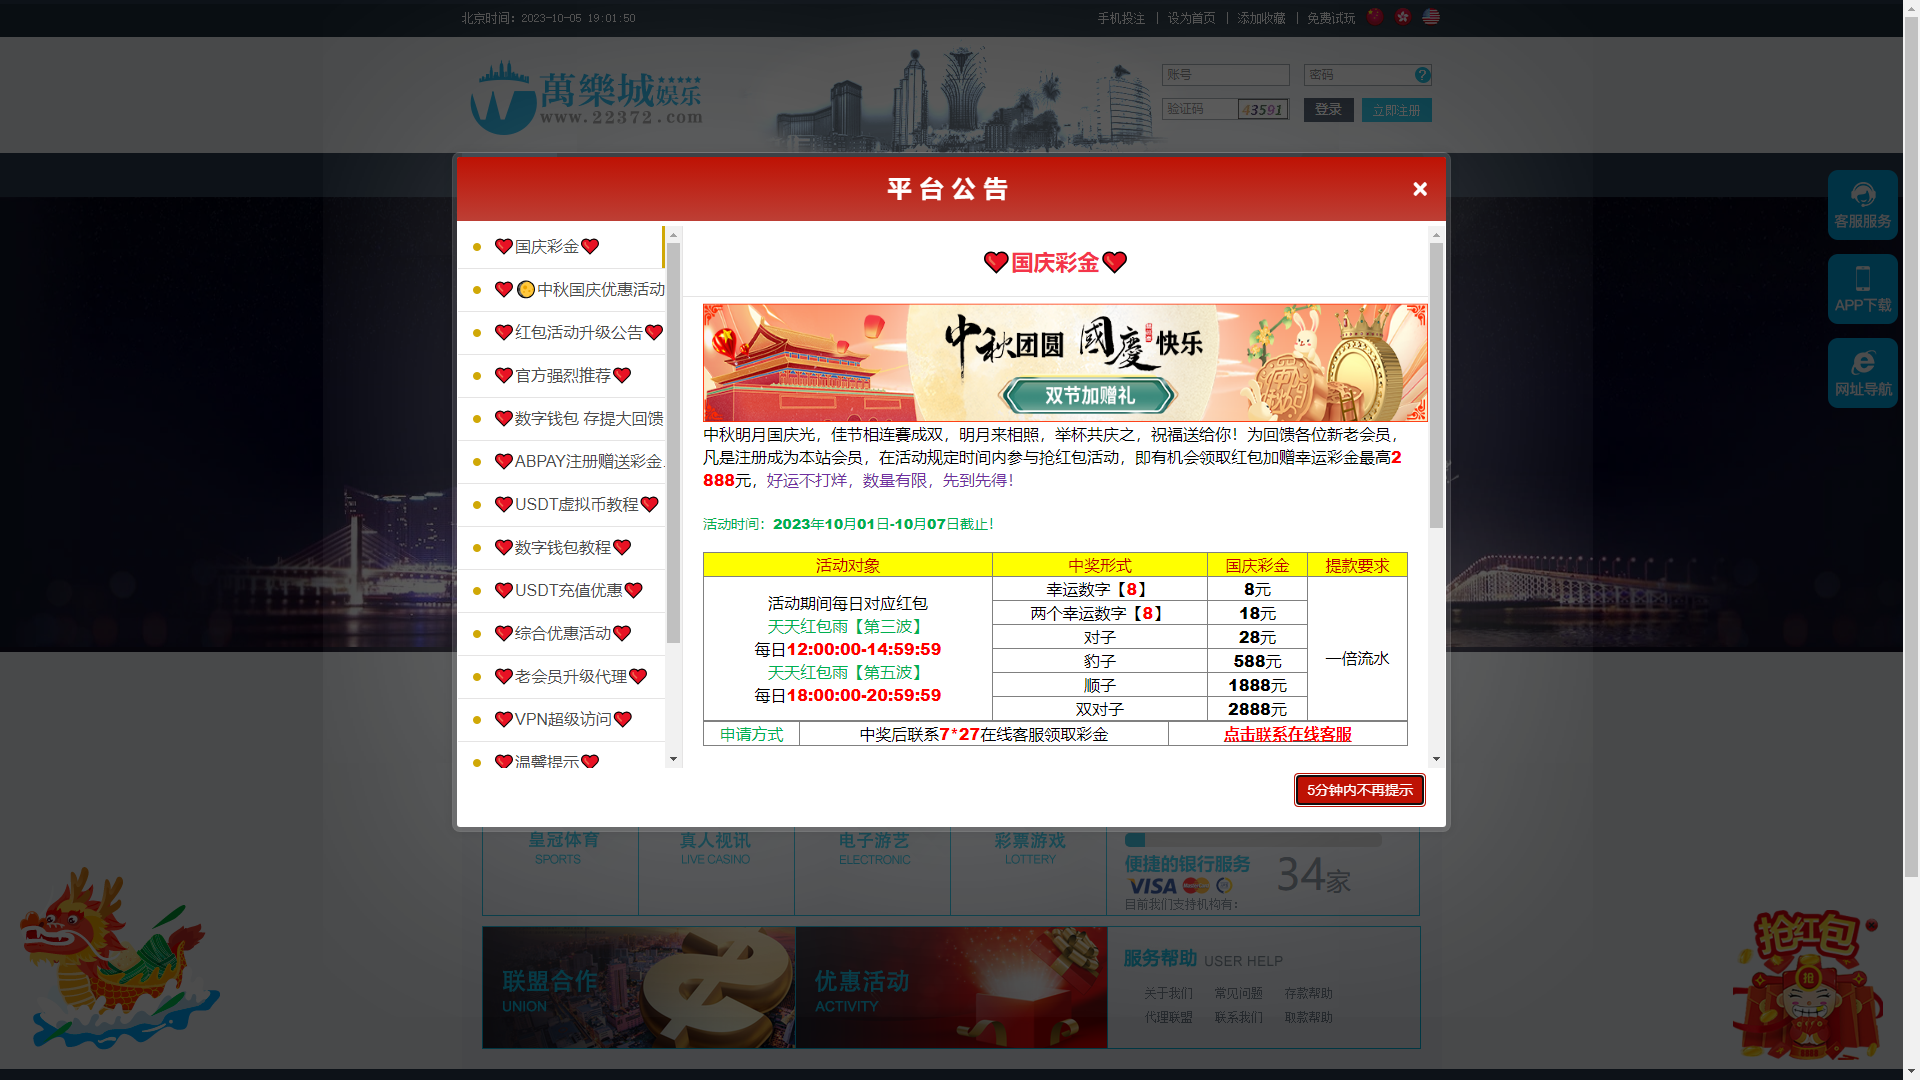 北京时间：2023-10-05 19:01:50
手机投注 | 设为首页 | 添加收藏 | 免费试玩
萬樂城娱乐
www.22372.com
账号
密码
?
验证码
43591
登录
立即注册
平台公告
×
国庆彩金
中秋国庆优惠活动
红包活动升级公告
官方强烈推荐
数字钱包 存提大回馈
ABPAY注册赠送彩金.
USDT虚拟币教程
数字钱包教程
USDT充值优惠
综合优惠活动
老会员升级代理
VPN超级访问
温馨提示
国庆彩金
中秋团圆 國慶快乐
双节加赠礼
中秋明月国庆光，佳节相连赛成双，明月来相照，举杯共庆之，祝福送给你！为回馈各位新老会员，
凡是注册成为本站会员，在活动规定时间内参与抢红包活动，即有机会领取红包加赠幸运彩金最高2
888元，好运不打烊，数量有限，先到先得！
活动时间：2023年10月01日-10月07日截止！
活动对象 中奖形式 国庆彩金 提款要求
活动期间每日对应红包
天天红包雨【第三波】
每日12:00:00-14:59:59
天天红包雨【第五波】
每日18:00:00-20:59:59
幸运数字【8】 8元
两个幸运数字【8】 18元
对子 28元
豹子 588元
顺子 1888元
双对子 2888元
一倍流水
申请方式 中奖后联系7*27在线客服领取彩金 点击联系在线客服
5分钟内不再提示
客服服务
APP下载
网址导航
皇冠体育
SPORTS
真人视讯
LIVE CASINO
电子游艺
ELECTRONIC
彩票游戏
LOTTERY
便捷的银行服务
VISA
34家
目前我们支持机构有：
联盟合作
UNION
优惠活动
ACTIVITY
服务帮助 USER HELP
关于我们 常见问题 存款帮助
代理联盟 联系我们 取款帮助
抢红包
抢